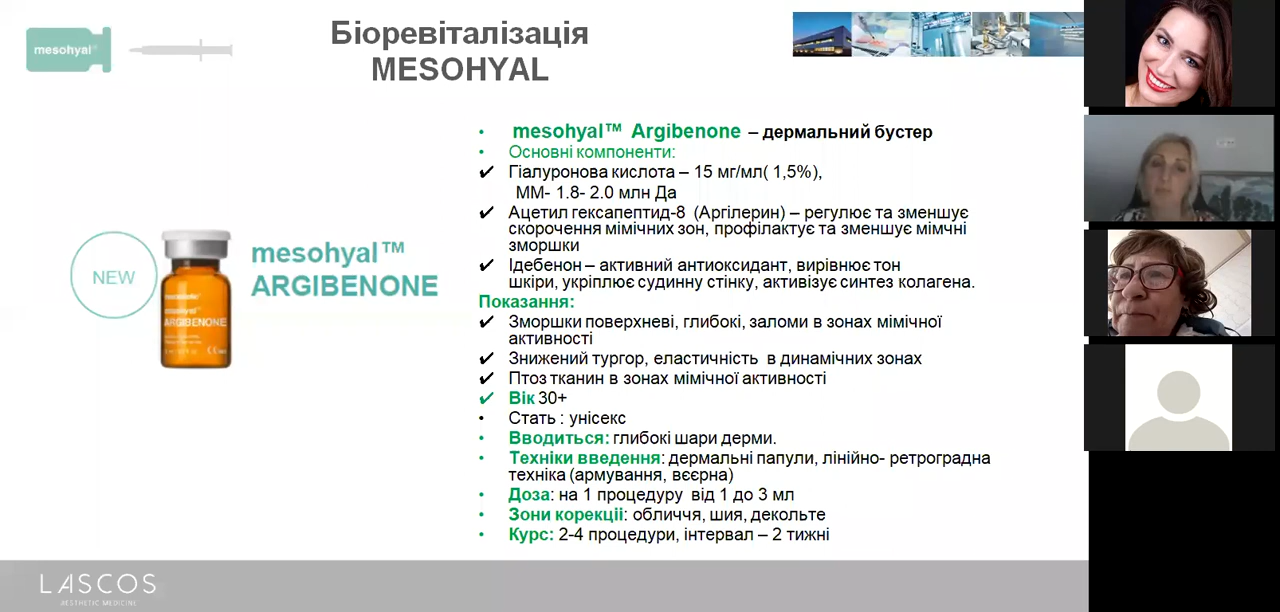 mesohyal
Біоревіталізація
MESOHYAL
mesohyal™ Argibenone – дермальний бустер
Основні компоненти:
Гіалуронова кислота – 15 мг/мл( 1,5%),
ММ- 1.8- 2.0 млн Да
Ацетил гексапептид-8 (Аргілерин) – регулює та зменшує
скорочення мімічних зон, профілактує та зменшує мімчні
зморшки
Ідебенон – активний антиоксидант, вирівнює тон
шкіри, укріплює судинну стінку, активізує синтез колагена.
Показання:
Зморшки поверхневі, глибокі, заломи в зонах мімічної
активності
Знижений тургор, еластичність в динамічних зонах
Птоз тканин в зонах мімічної активності
Вік 30+
Стать : унісекс
Вводиться: глибокі шари дерми.
Техніки введення: дермальні папули, лінійно- ретроградна
техніка (армування, вєєрна)
Доза: на 1 процедуру від 1 до 3 мл
Зони корекціі: обличчя, шия, декольте
Курс: 2-4 процедури, інтервал – 2 тижні
NEW
mesohyal™
ARGIBENONE
mesohyal
ARGIBENONE
LASCOS
AESTHETIC MEDICINE